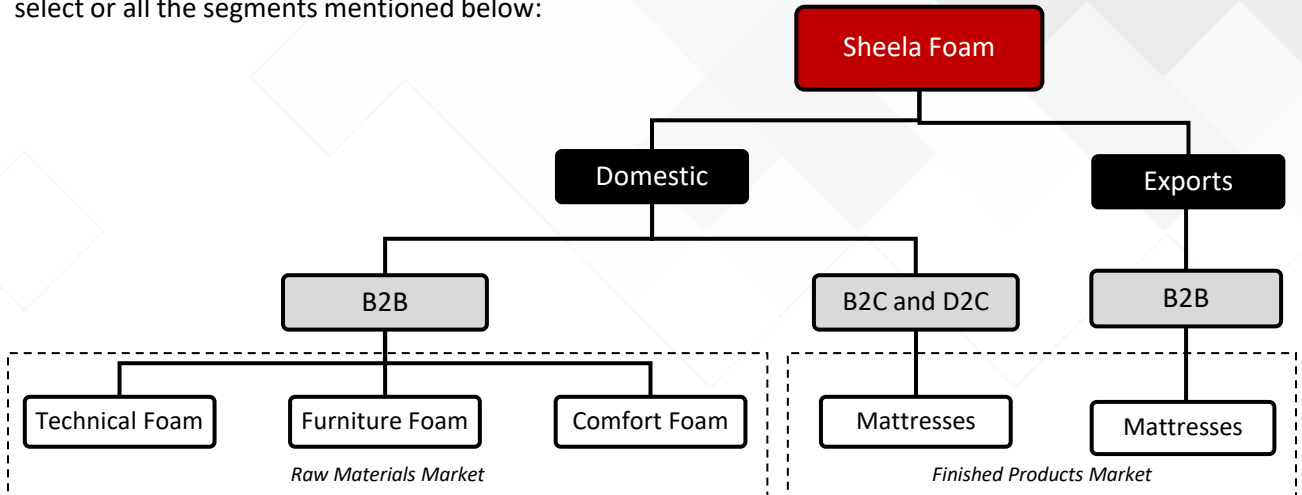 select or all the segments mentioned below:
Sheela Foam
Domestic
Exports
B2B
B2C and D2C
B2B
Technical Foam
Furniture Foam
Comfort Foam
Mattresses
Mattresses
Raw Materials Market
Finished Products Market